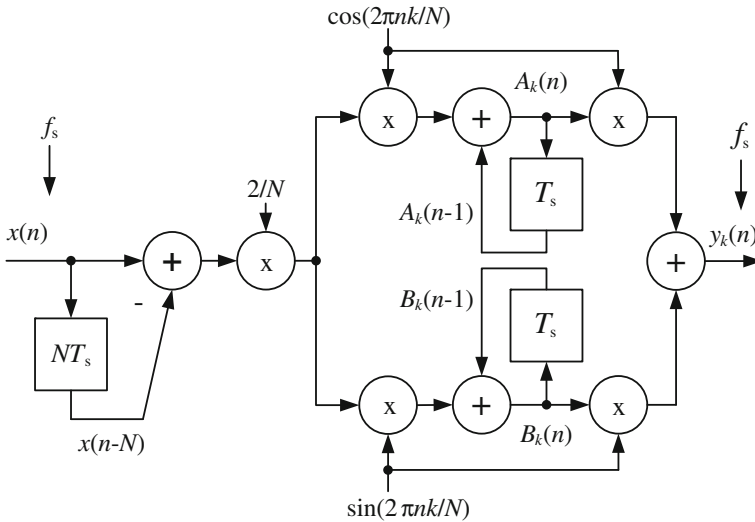 cos(2πnk/N)
A_k(n)
f_s
x
+
x
f_s
2/N
A_k(n-1)
T_s
x(n)
y_k(n)
+
x
+
-
B_k(n-1)
T_s
NT_s
x
+
x
x(n-N)
B_k(n)
sin(2πnk/N)